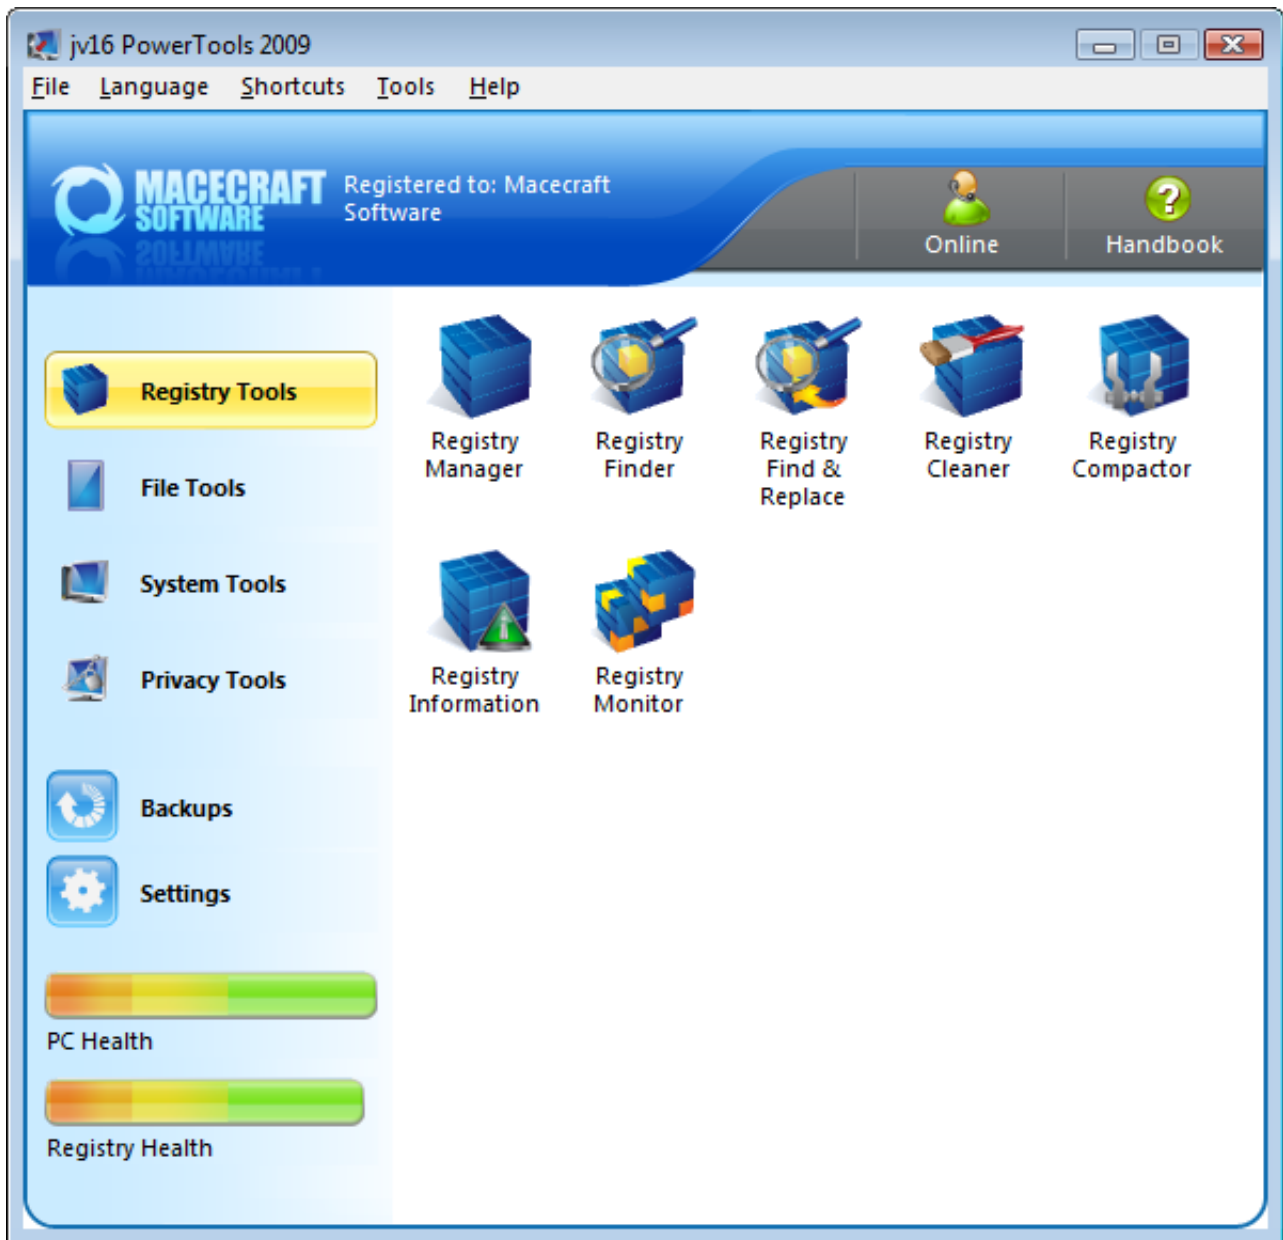 jv16 PowerTools 2009
File Language Shortcuts Tools Help
MACECRAFT
SOFTWARE
Registered to: Macecraft
Software
Online
Handbook
Registry Tools
File Tools
System Tools
Privacy Tools
Backups
Settings
PC Health
Registry Health
Registry
Manager
Registry
Finder
Registry
Find &
Replace
Registry
Cleaner
Registry
Compactor
Registry
Information
Registry
Monitor